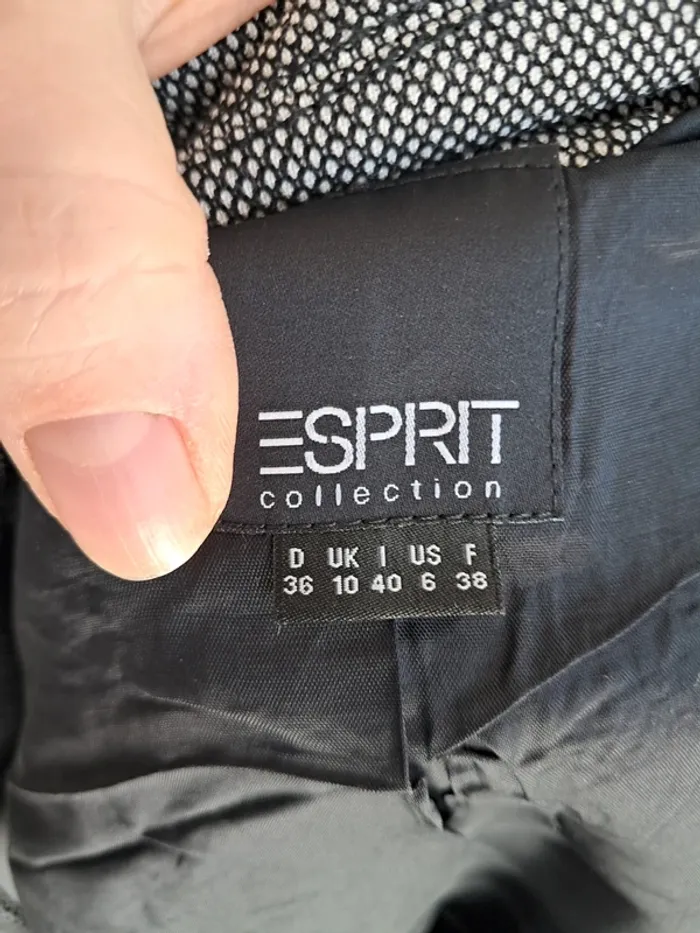 ESPRIT
collection
D UK I US F
36 10 40 6 38